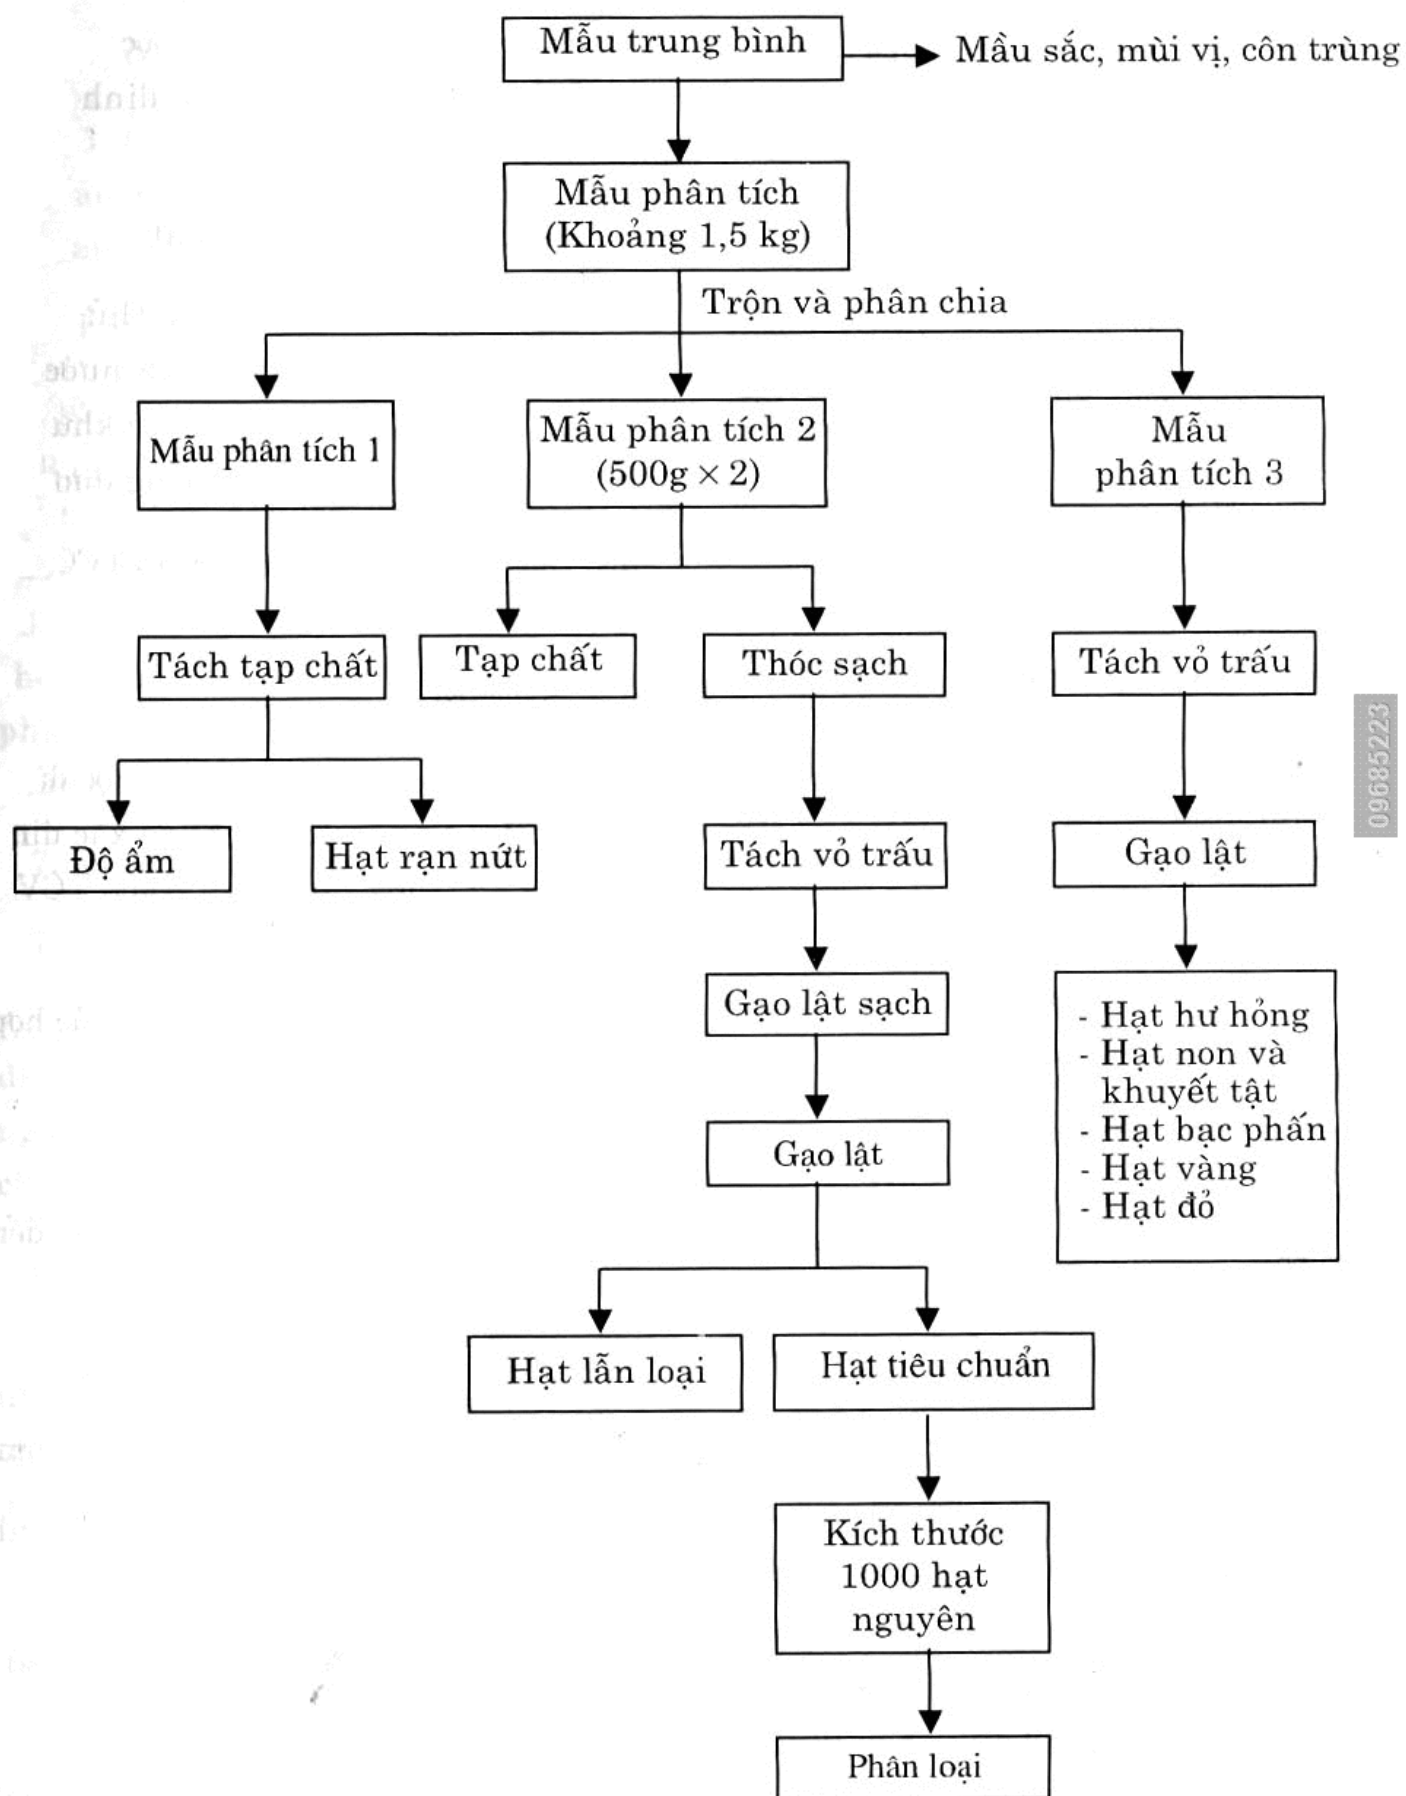 Mẫu trung bình
Mầu sắc, mùi vị, côn trùng
Mẫu phân tích
(Khoảng 1,5 kg)
Trộn và phân chia
Mẫu phân tích 1
Mẫu phân tích 2
(500g × 2)
Mẫu
phân tích 3
Tách tạp chất
Tạp chất
Thóc sạch
Tách vỏ trấu
Độ ẩm
Hạt rạn nứt
Tách vỏ trấu
Gạo lật
Gạo lật sạch
- Hạt hư hỏng
- Hạt non và
khuyết tật
- Hạt bạc phấn
- Hạt vàng
- Hạt đỏ
Gạo lật
Hạt lẫn loại
Hạt tiêu chuẩn
Kích thước
1000 hạt
nguyên
Phân loại
09685223